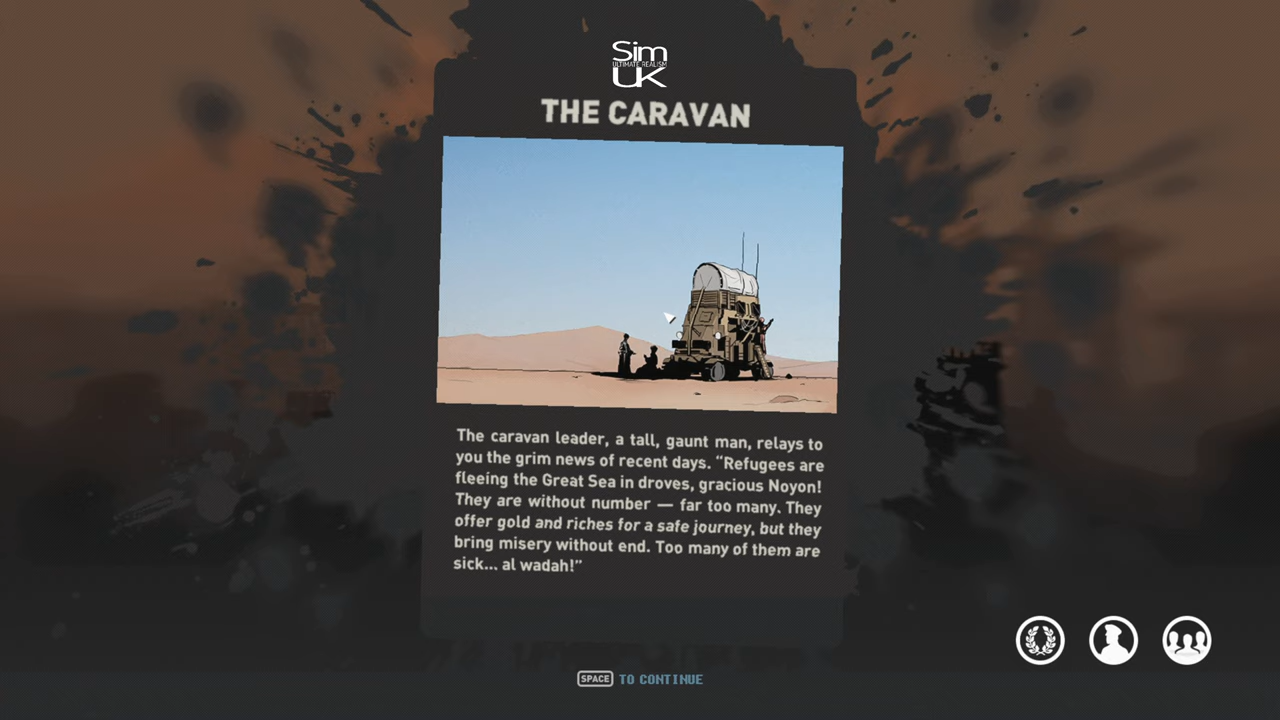 Sim
ULTIMATE REALISM
UK
THE CARAVAN
The caravan leader, a tall, gaunt man, relays to
you the grim news of recent days. “Refugees are
fleeing the Great Sea in droves, gracious Noyon!
They are without number — far too many. They
offer gold and riches for a safe journey, but they
bring misery without end. Too many of them are
sick... al wadah!”
SPACE TO CONTINUE